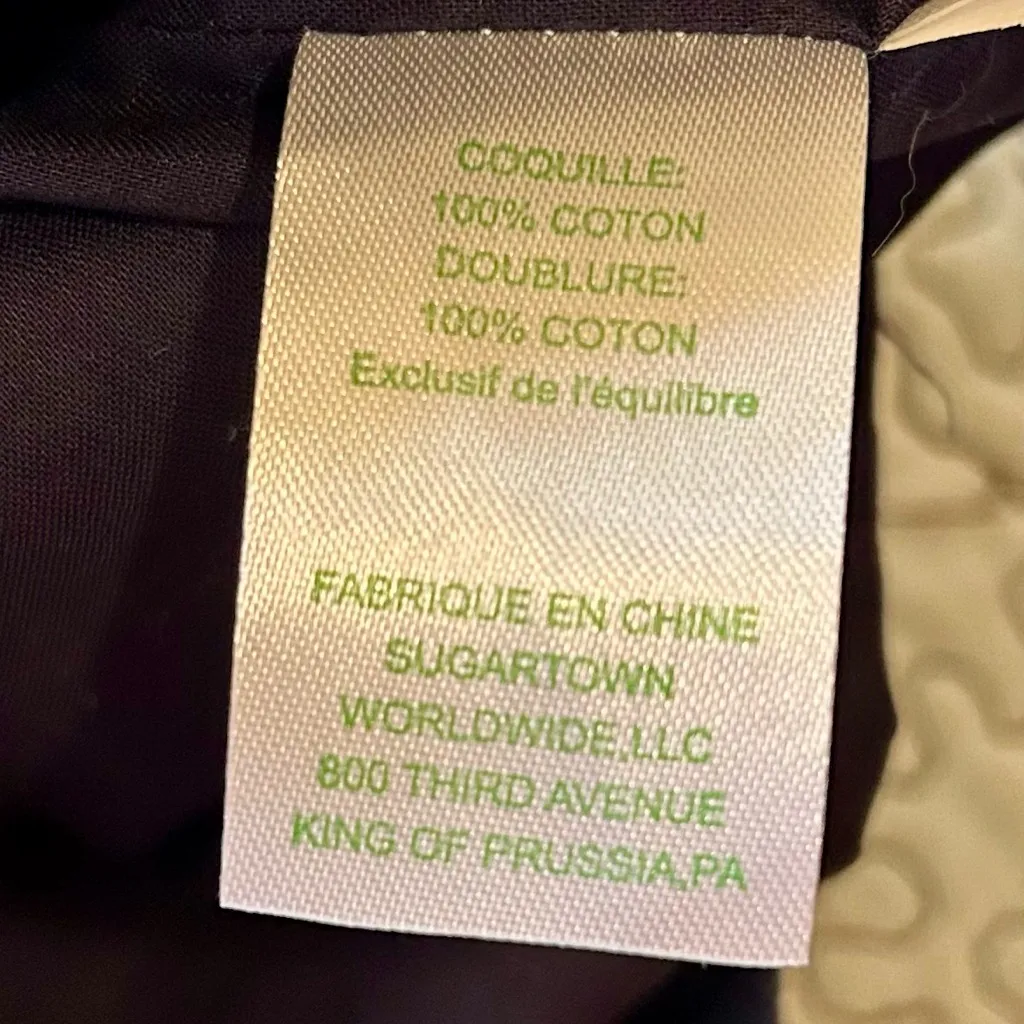 COQUILLE:
100% COTON
DOUBLURE:
100% COTON
Exclusif de l'équilibre
FABRIQUE EN CHINE
SUGARTOWN
WORLDWIDE,LLC
800 THIRD AVENUE
KING OF PRUSSIA,PA